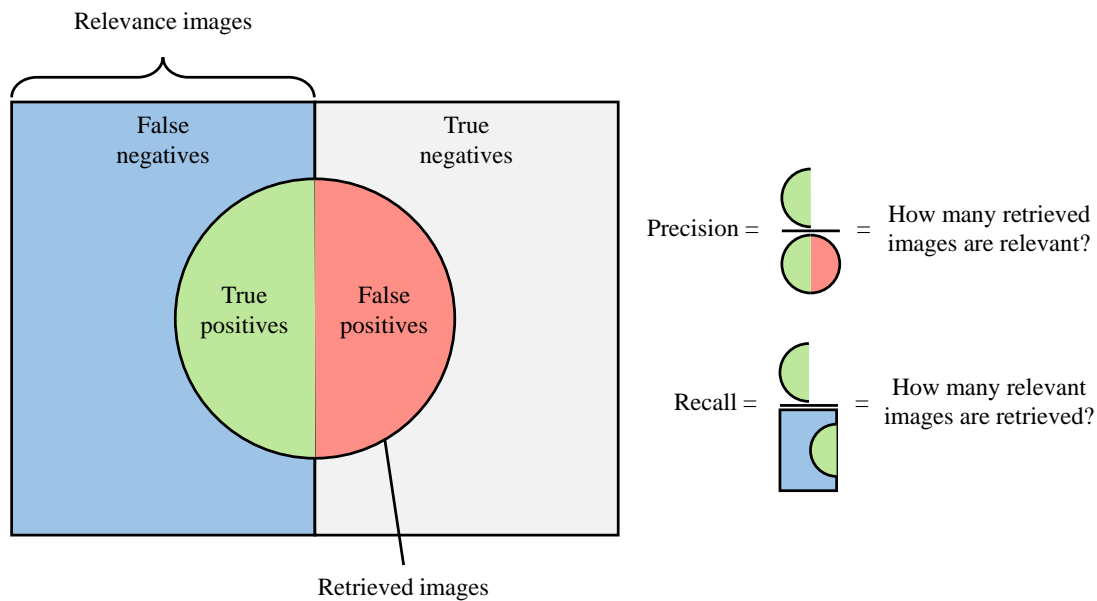 Relevance images
False
negatives
True
negatives
True
positives
False
positives
Retrieved images
Precision = = How many retrieved
images are relevant?
Recall = = How many relevant
images are retrieved?